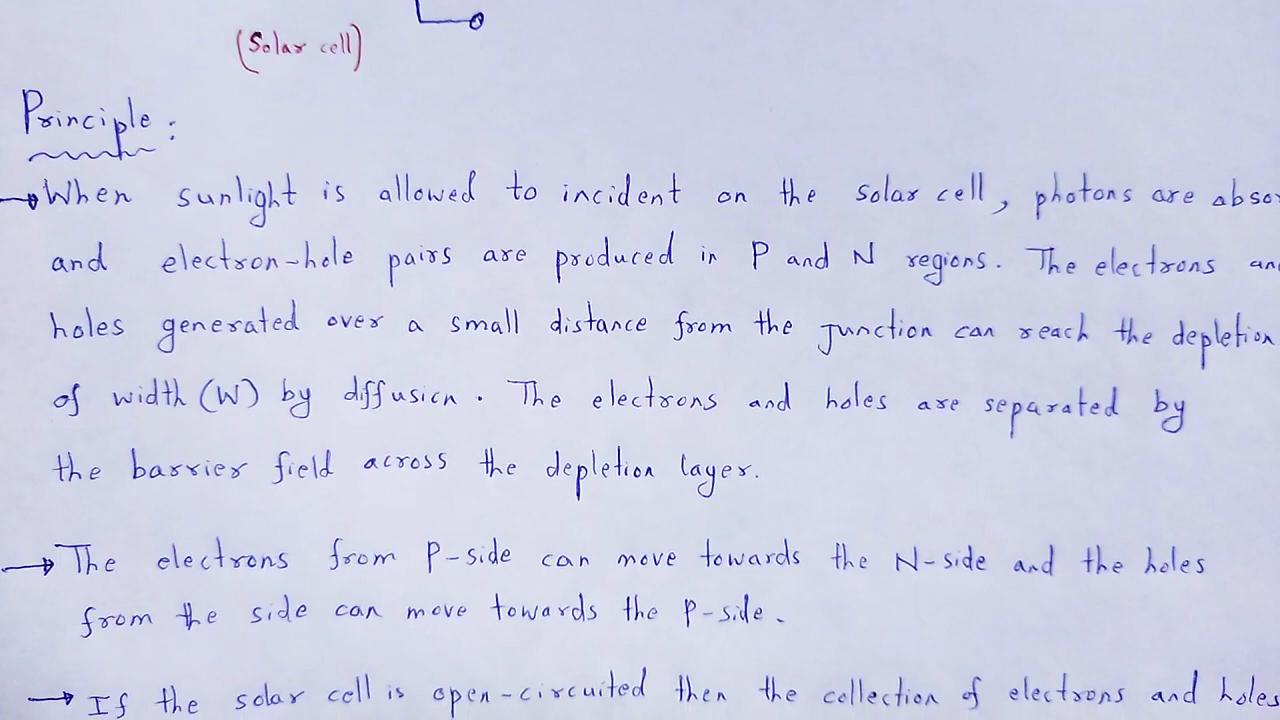 (Solar cell)
Principle:
→ When sunlight is allowed to incident on the solar cell, photons are abso
and electron-hole pairs are produced in P and N regions. The electrons an
holes generated over a small distance from the junction can reach the depletion
of width (W) by diffusion. The electrons and holes are separated by
the barrier field across the depletion layer.
→ The electrons from P-side can move towards the N-side and the holes
from the side can move towards the P-side.
→ If the solar cell is open-circuited then the collection of electrons and holes